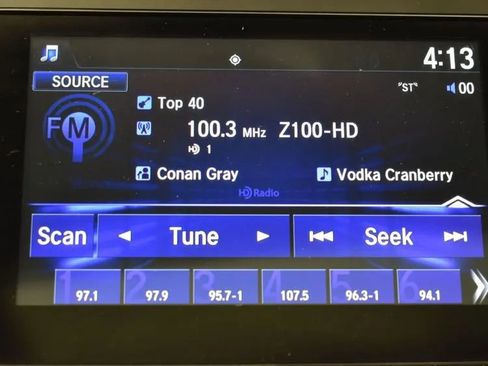 4:13
SOURCE
"ST" 00
Top 40
FM
100.3 MHz Z100-HD
HD 1
Conan Gray Vodka Cranberry
HD Radio
Scan Tune Seek
1 2 3 4 5 6
97.1 97.9 95.7-1 107.5 96.3-1 94.1